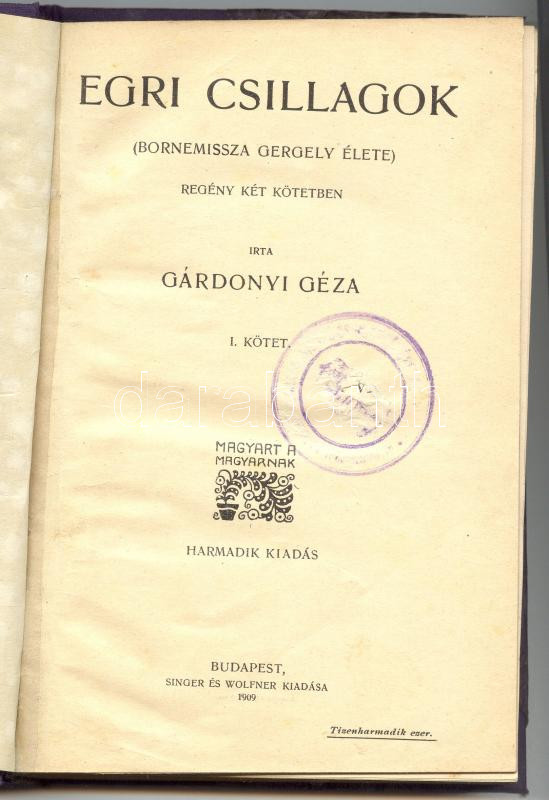 EGRI CSILLAGOK
(BORNEMISSZA GERGELY ÉLETE)
REGÉNY KÉT KÖTETBEN
IRTA
GÁRDONYI GÉZA
I. KÖTET.
darabanth
MAGYART A
MAGYARNAK
HARMADIK KIADÁS
BUDAPEST,
SINGER ÉS WOLFNER KIADÁSA
1909
Tizenharmadik ezer.